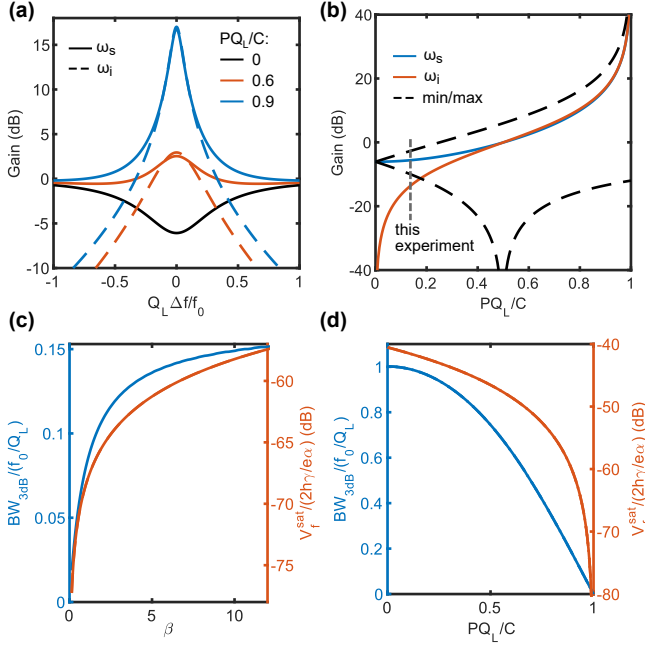 (a)
Gain (dB)
15
10
5
0
-5
-10
-1
-0.5
0
0.5
1
Q_L Δf/f_0
ω_s
ω_i
PQ_L/C:
0
0.6
0.9
(b)
Gain (dB)
40
20
0
-20
-40
0
0.2
0.4
0.6
0.8
1
PQ_L/C
ω_s
ω_i
min/max
this
experiment
(c)
BW_3dB/(f_0/Q_L)
0.15
0.1
0.05
0
0
5
10
β
-60
-65
-70
-75
V_f^sat/(2hγ/eα) (dB)
(d)
BW_3dB/(f_0/Q_L)
1
0.8
0.6
0.4
0.2
0
0
0.5
1
PQ_L/C
-40
-50
-60
-70
-80
sat/(2hγ/eα) (dB)